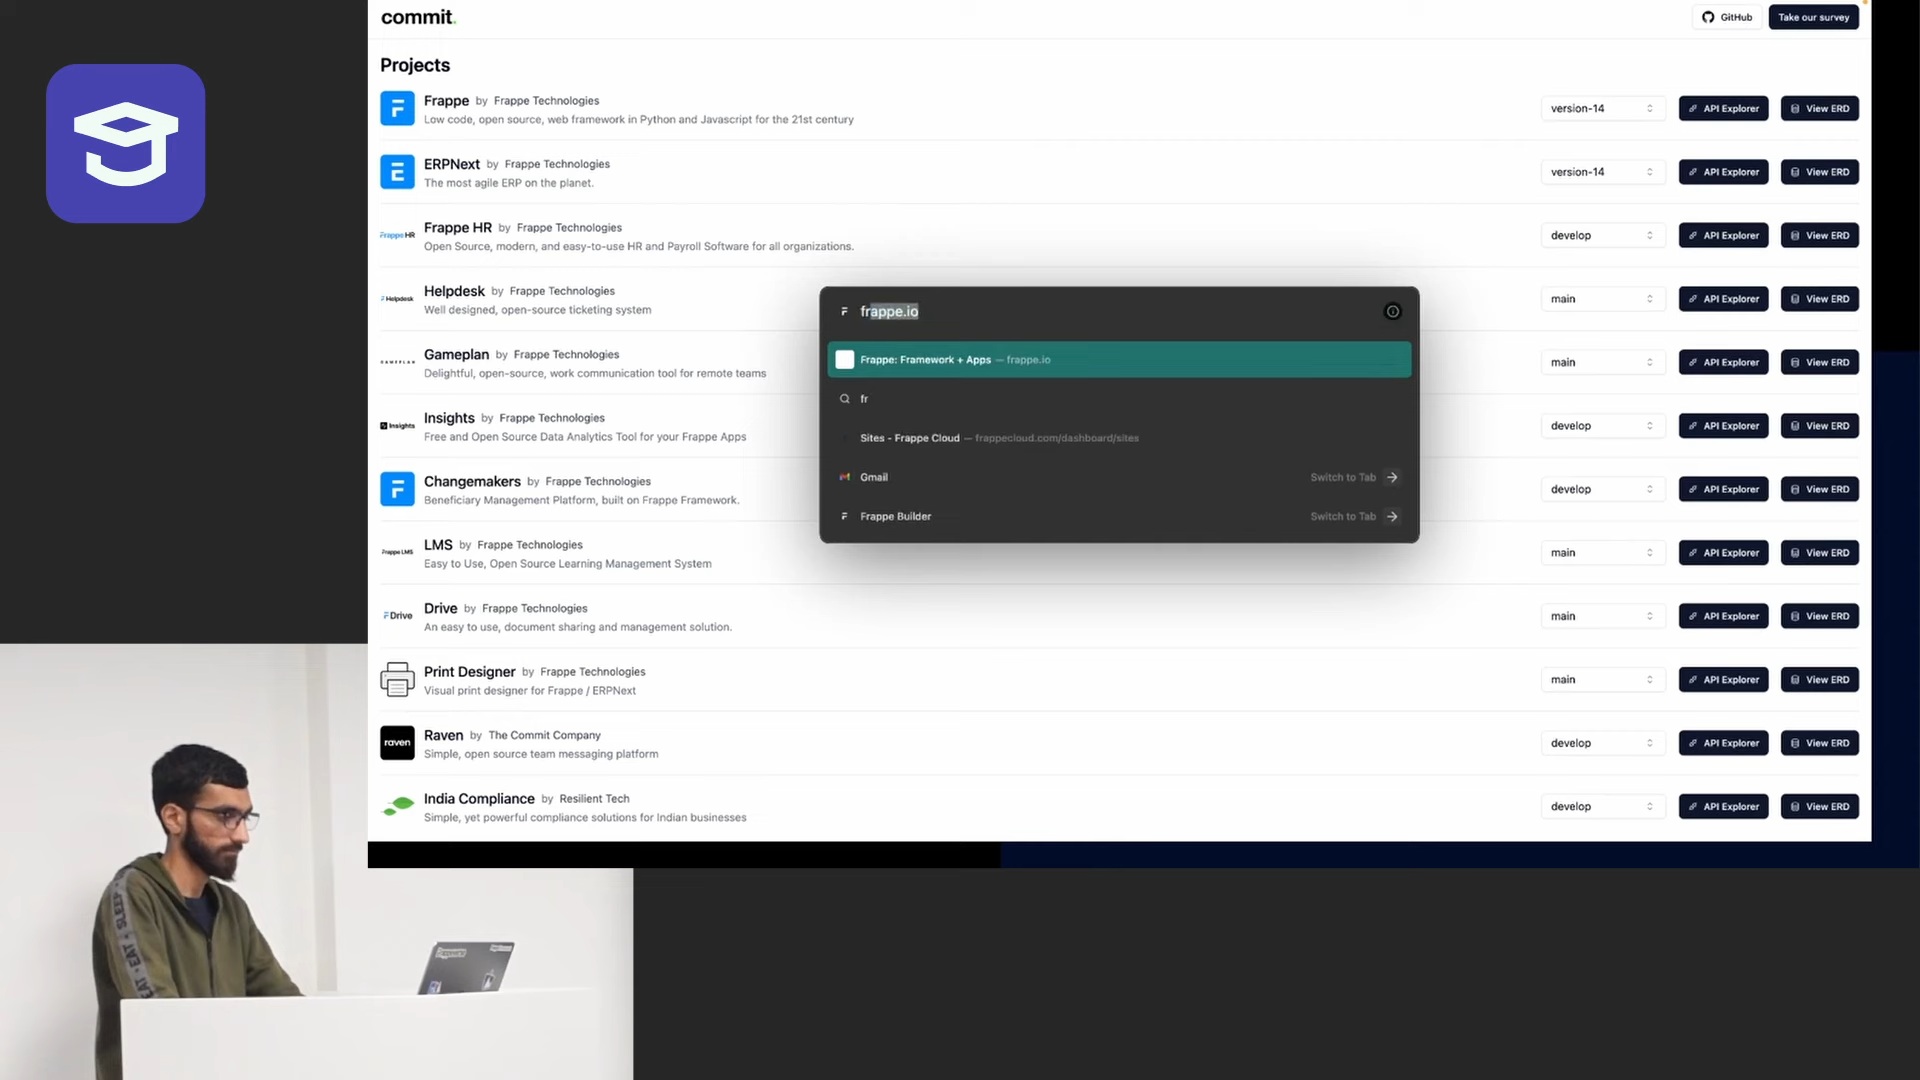 commit.
GitHub
Take our survey
Projects
Frappe by Frappe Technologies
Low code, open source, web framework in Python and Javascript for the 21st century
version-14
API Explorer
View ERD
ERPNext by Frappe Technologies
The most agile ERP on the planet.
version-14
API Explorer
View ERD
Frappe HR
Frappe HR by Frappe Technologies
Open Source, modern, and easy-to-use HR and Payroll Software for all organizations.
develop
API Explorer
View ERD
Helpdesk
Helpdesk by Frappe Technologies
Well designed, open-source ticketing system
main
API Explorer
View ERD
GAMEPLAN
Gameplan by Frappe Technologies
Delightful, open-source, work communication tool for remote teams
main
API Explorer
View ERD
Insights
Insights by Frappe Technologies
Free and Open Source Data Analytics Tool for your Frappe Apps
develop
API Explorer
View ERD
Changemakers by Frappe Technologies
Beneficiary Management Platform, built on Frappe Framework.
develop
API Explorer
View ERD
Frappe LMS
LMS by Frappe Technologies
Easy to Use, Open Source Learning Management System
main
API Explorer
View ERD
Drive
Drive by Frappe Technologies
An easy to use, document sharing and management solution.
main
API Explorer
View ERD
Print Designer by Frappe Technologies
Visual print designer for Frappe / ERPNext
main
API Explorer
View ERD
raven
Raven by The Commit Company
Simple, open source team messaging platform
develop
API Explorer
View ERD
India Compliance by Resilient Tech
Simple, yet powerful compliance solutions for Indian businesses
develop
API Explorer
View ERD
frappe.io
Frappe: Framework + Apps — frappe.io
fr
Sites - Frappe Cloud — frappecloud.com/dashboard/sites
Gmail
Switch to Tab
Frappe Builder
Switch to Tab
EAT • SLEEP
EAT